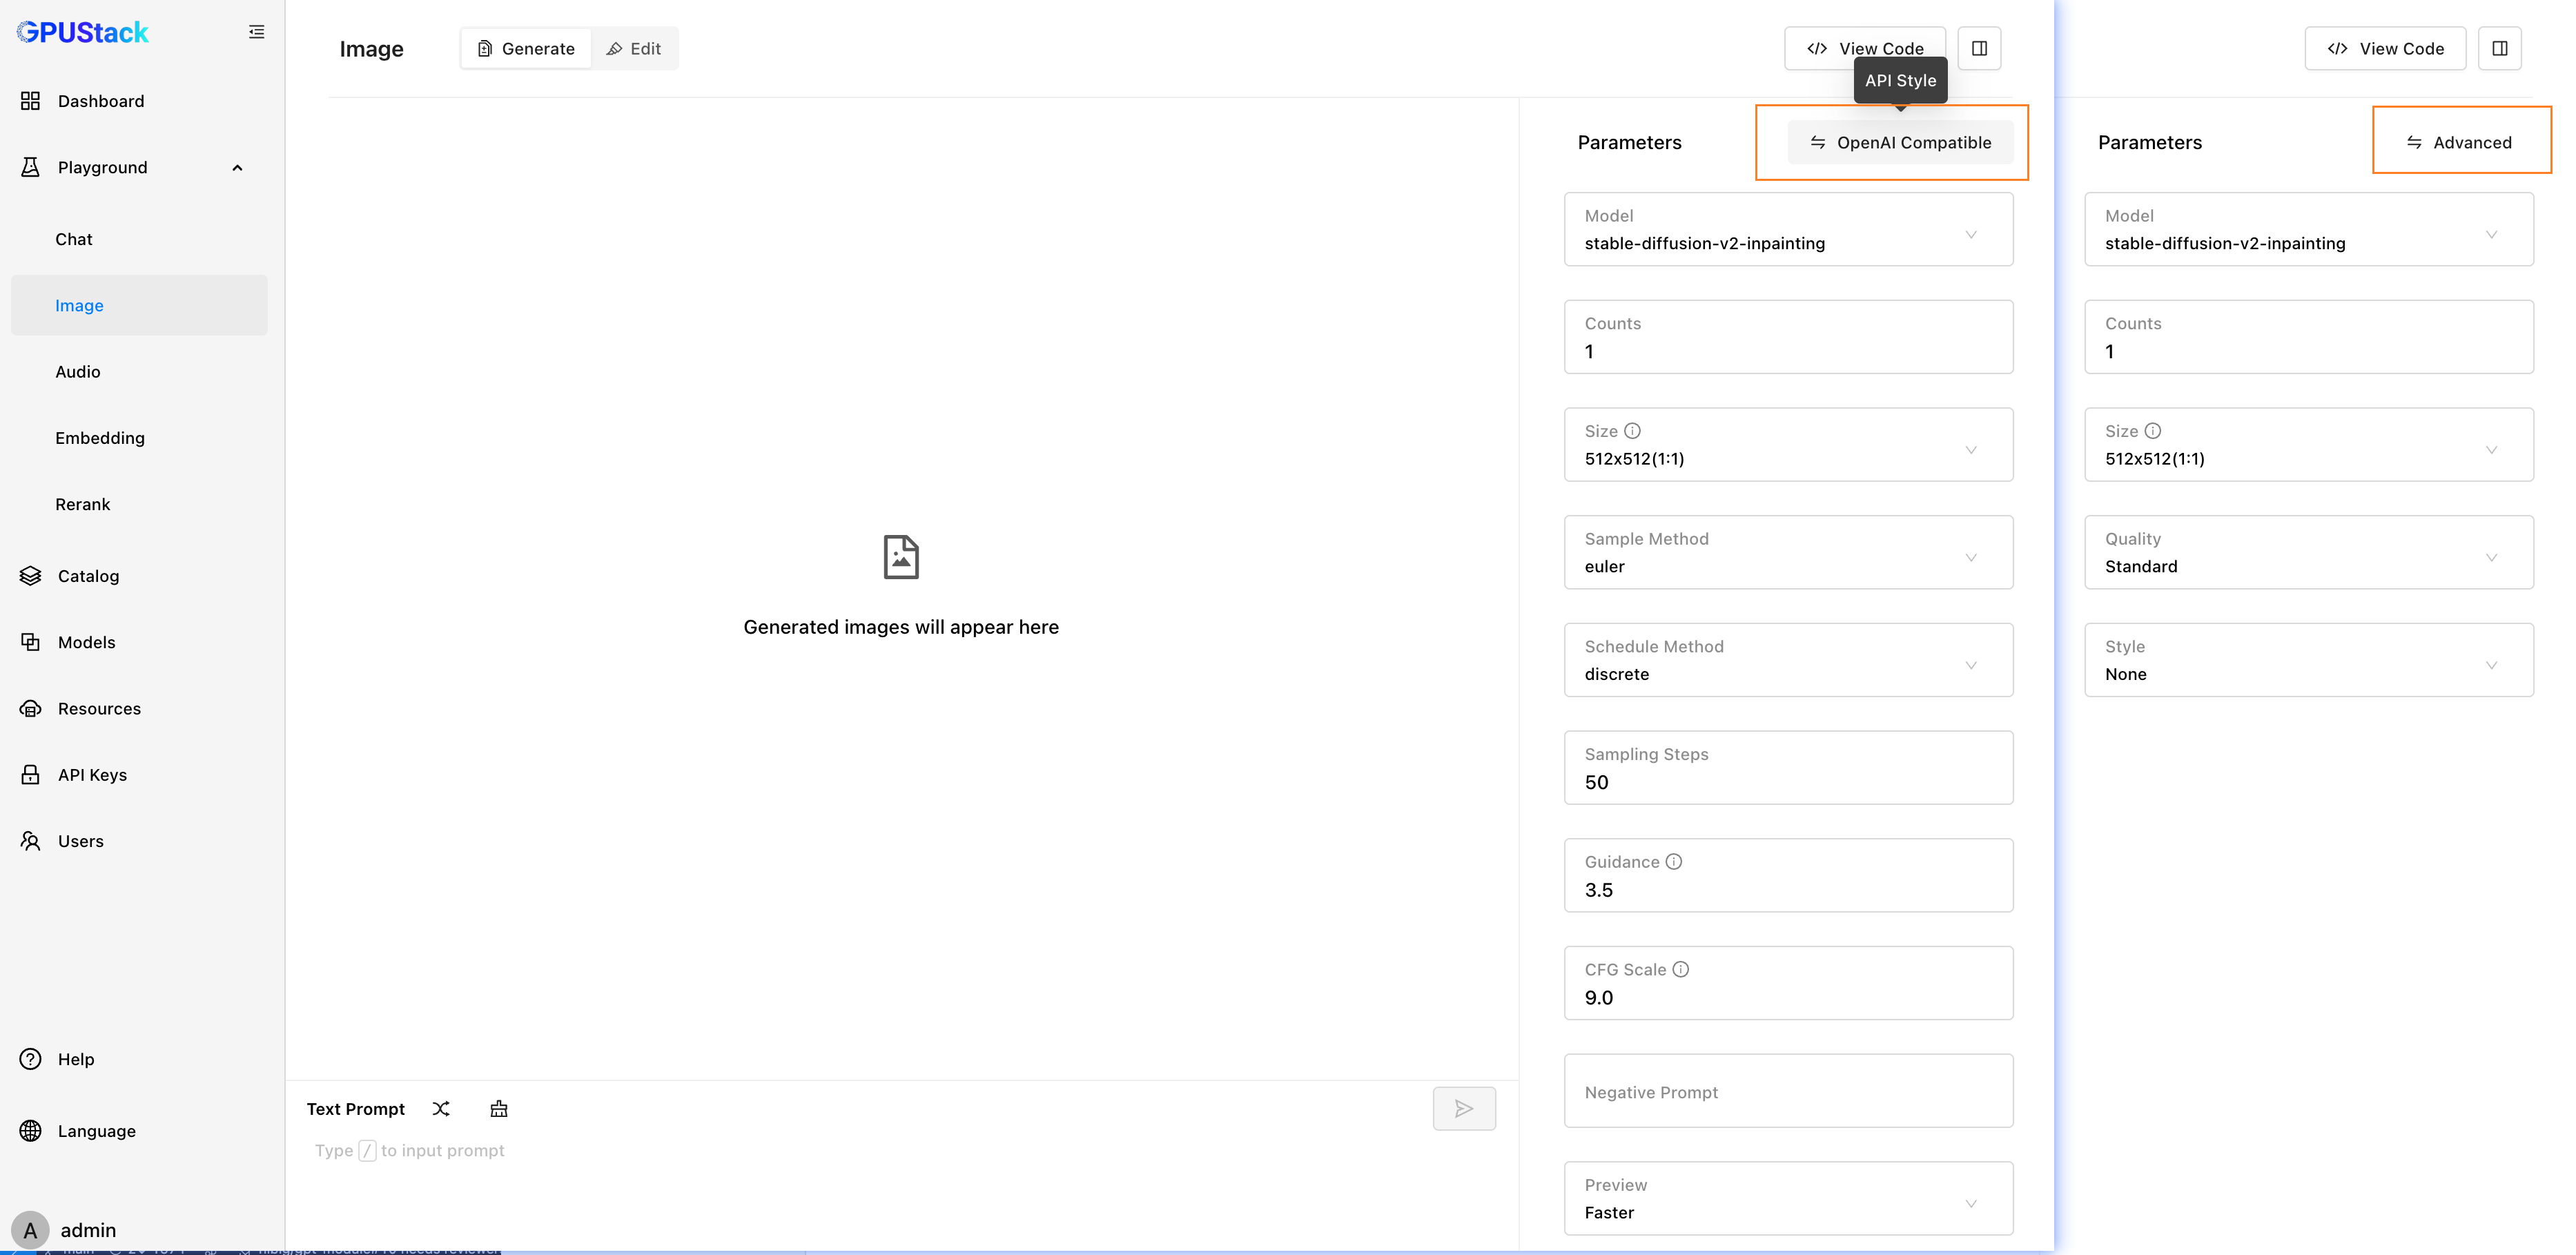 GPUStack
Dashboard
Playground
Chat
Image
Audio
Embedding
Rerank
Catalog
Models
Resources
API Keys
Users
Help
Language
A admin
Image
Generate
Edit
View Code
API Style
Generated images will appear here
Text Prompt
Type / to input prompt
Parameters
OpenAI Compatible
Model
stable-diffusion-v2-inpainting
Counts
1
Size
512x512(1:1)
Sample Method
euler
Schedule Method
discrete
Sampling Steps
50
Guidance
3.5
CFG Scale
9.0
Negative Prompt
Preview
Faster
View Code
Parameters
Advanced
Model
stable-diffusion-v2-inpainting
Counts
1
Size
512x512(1:1)
Quality
Standard
Style
None